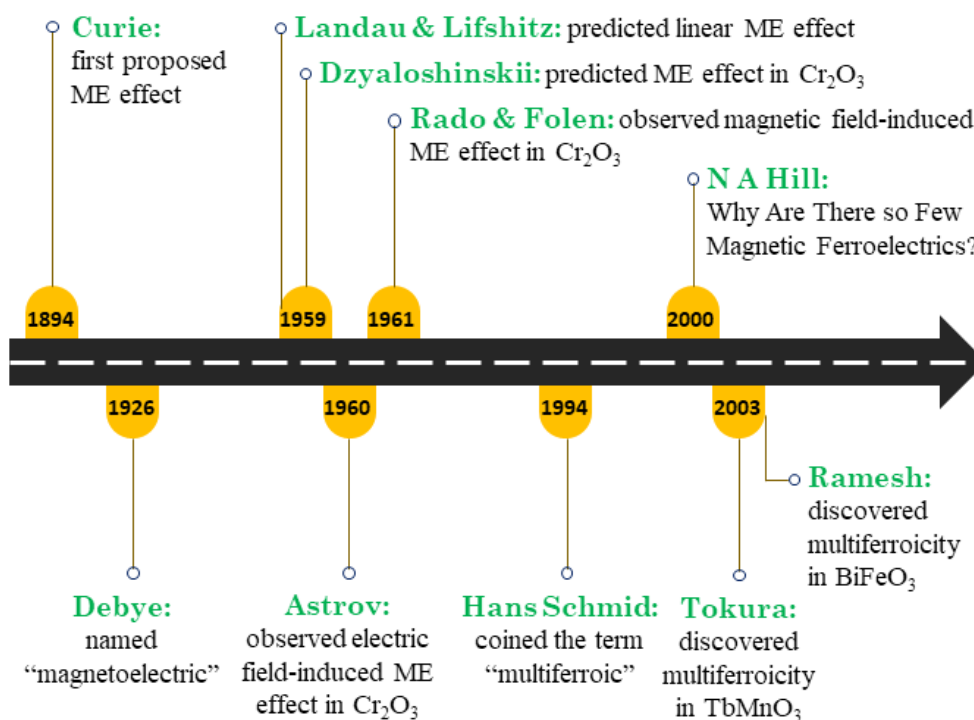 Curie:
first proposed
ME effect
Landau & Lifshitz: predicted linear ME effect
Dzyaloshinskii: predicted ME effect in Cr₂O₃
Rado & Folen: observed magnetic field-induced
ME effect in Cr₂O₃
N A Hill:
Why Are There so Few
Magnetic Ferroelectrics?
1894
1959
1961
2000
1926
1960
1994
2003
Debye:
named
“magnetoelectric”
Astrov:
observed electric
field-induced ME
effect in Cr₂O₃
Hans Schmid:
coined the term
“multiferroic”
Tokura:
discovered
multiferroicity
in TbMnO₃
Ramesh:
discovered
multiferroicity
in BiFeO₃